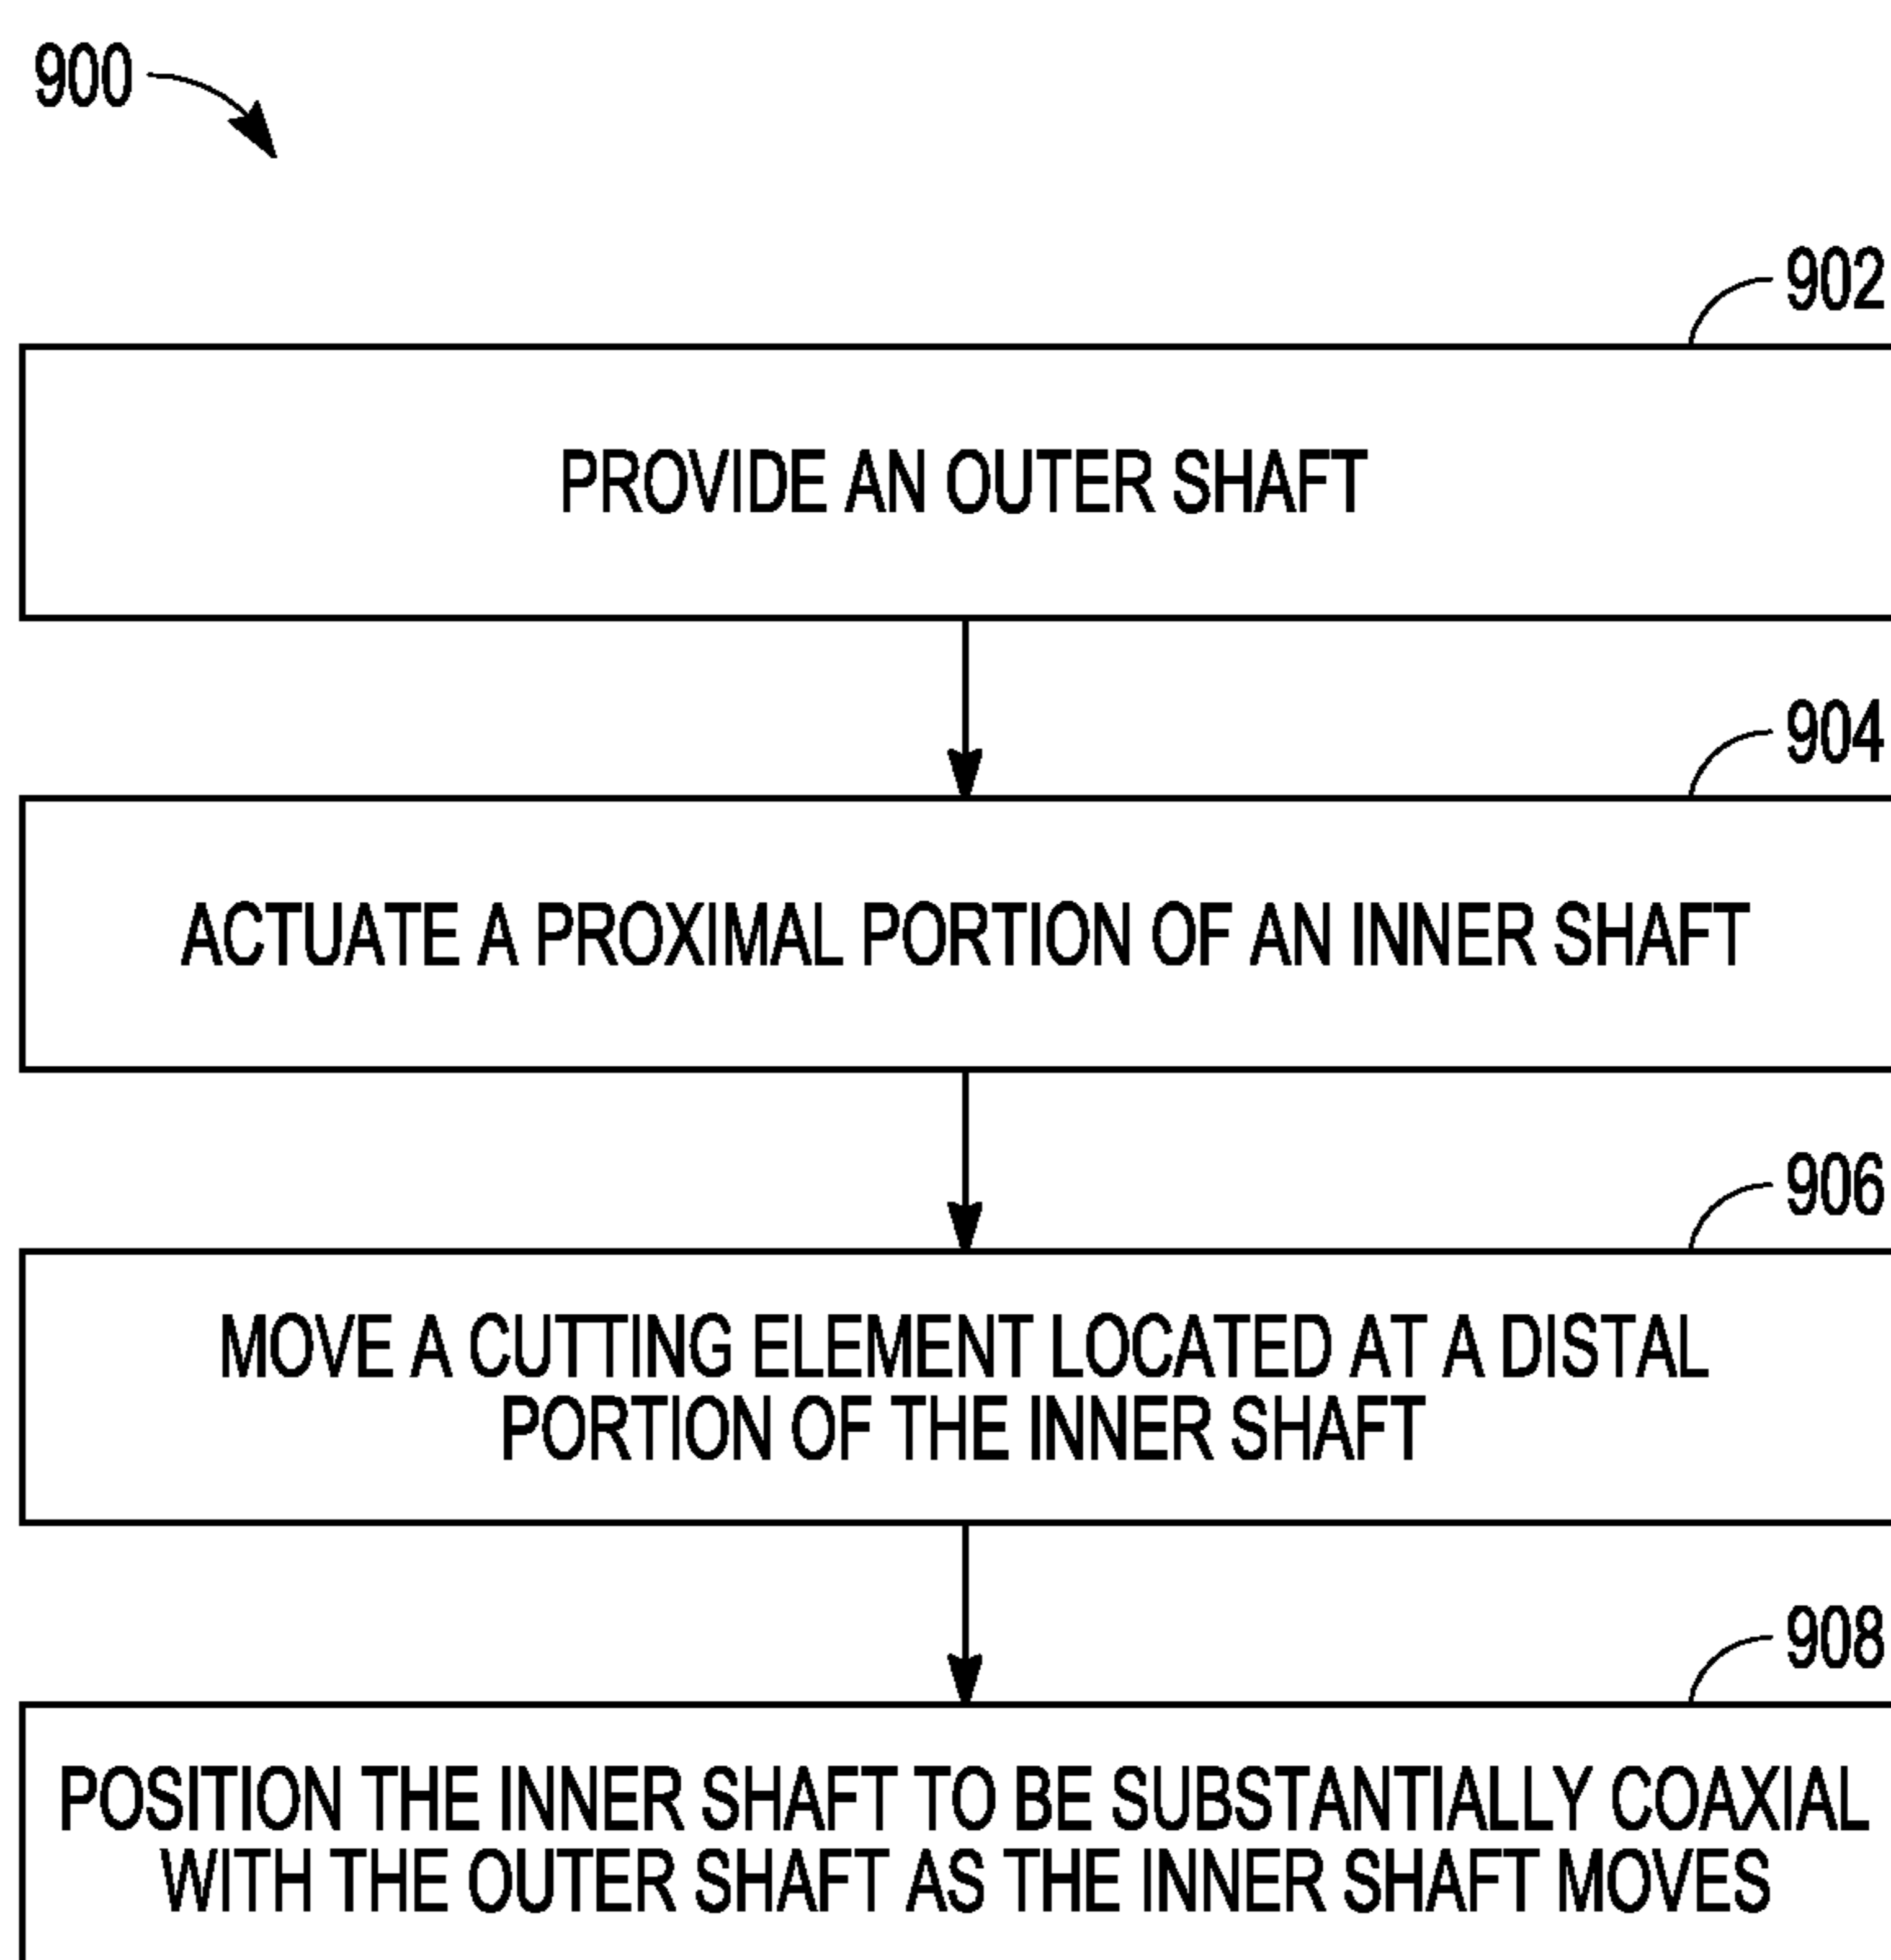 900
902
PROVIDE AN OUTER SHAFT
904
ACTUATE A PROXIMAL PORTION OF AN INNER SHAFT
906
MOVE A CUTTING ELEMENT LOCATED AT A DISTAL
PORTION OF THE INNER SHAFT
908
POSITION THE INNER SHAFT TO BE SUBSTANTIALLY COAXIAL
WITH THE OUTER SHAFT AS THE INNER SHAFT MOVES